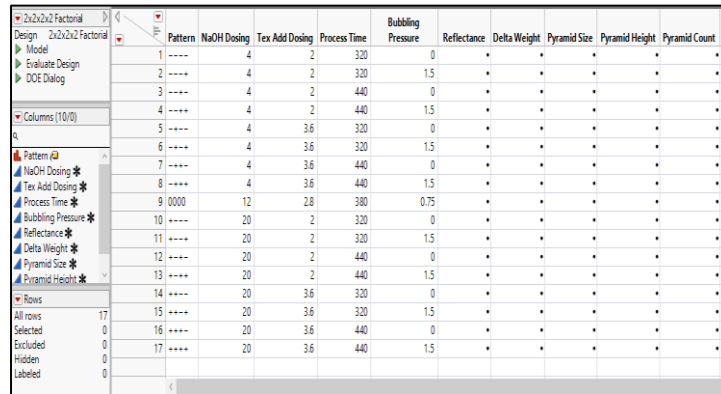 2x2x2x2 Factorial
Design 2x2x2x2 Factorial
Model
Evaluate Design
DOE Dialog
Columns (10/0)
Pattern
NaOH Dosing
Tex Add Dosing
Process Time
Bubbling Pressure
Reflectance
Delta Weight
Pyramid Size
Pyramid Height
Rows
All rows 17
Selected 0
Excluded 0
Hidden 0
Labeled 0
Pattern NaOH Dosing Tex Add Dosing Process Time Bubbling Pressure Reflectance Delta Weight Pyramid Size Pyramid Height Pyramid Count
1 ---- 4 2 320 0 • • • • •
2 ---+ 4 2 320 1.5 • • • • •
3 --+- 4 2 440 0 • • • • •
4 --++ 4 2 440 1.5 • • • • •
5 -+-- 4 3.6 320 0 • • • • •
6 -+-+ 4 3.6 320 1.5 • • • • •
7 -++- 4 3.6 440 0 • • • • •
8 -+++ 4 3.6 440 1.5 • • • • •
9 0000 12 2.8 380 0.75 • • • • •
10 +--- 20 2 320 0 • • • • •
11 +--+ 20 2 320 1.5 • • • • •
12 +-+- 20 2 440 0 • • • • •
13 +-++ 20 2 440 1.5 • • • • •
14 ++-- 20 3.6 320 0 • • • • •
15 ++-+ 20 3.6 320 1.5 • • • • •
16 +++- 20 3.6 440 0 • • • • •
17 ++++ 20 3.6 440 1.5 • • • • •